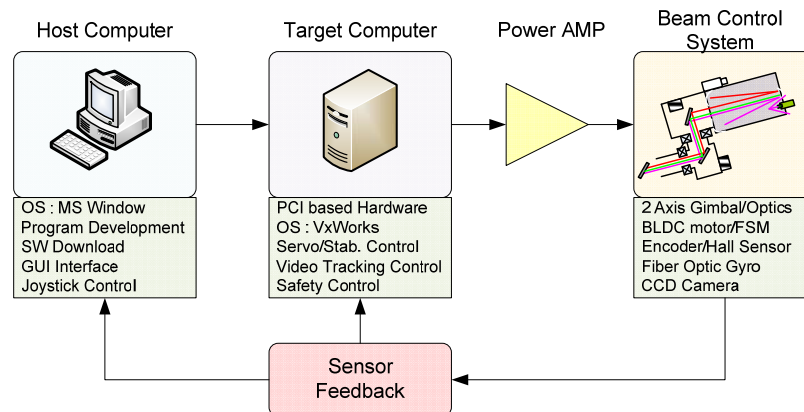 Host Computer
Target Computer
Power AMP
Beam Control
System
OS : MS Window
Program Development
SW Download
GUI Interface
Joystick Control
PCI based Hardware
OS : VxWorks
Servo/Stab. Control
Video Tracking Control
Safety Control
2 Axis Gimbal/Optics
BLDC motor/FSM
Encoder/Hall Sensor
Fiber Optic Gyro
CCD Camera
Sensor
Feedback